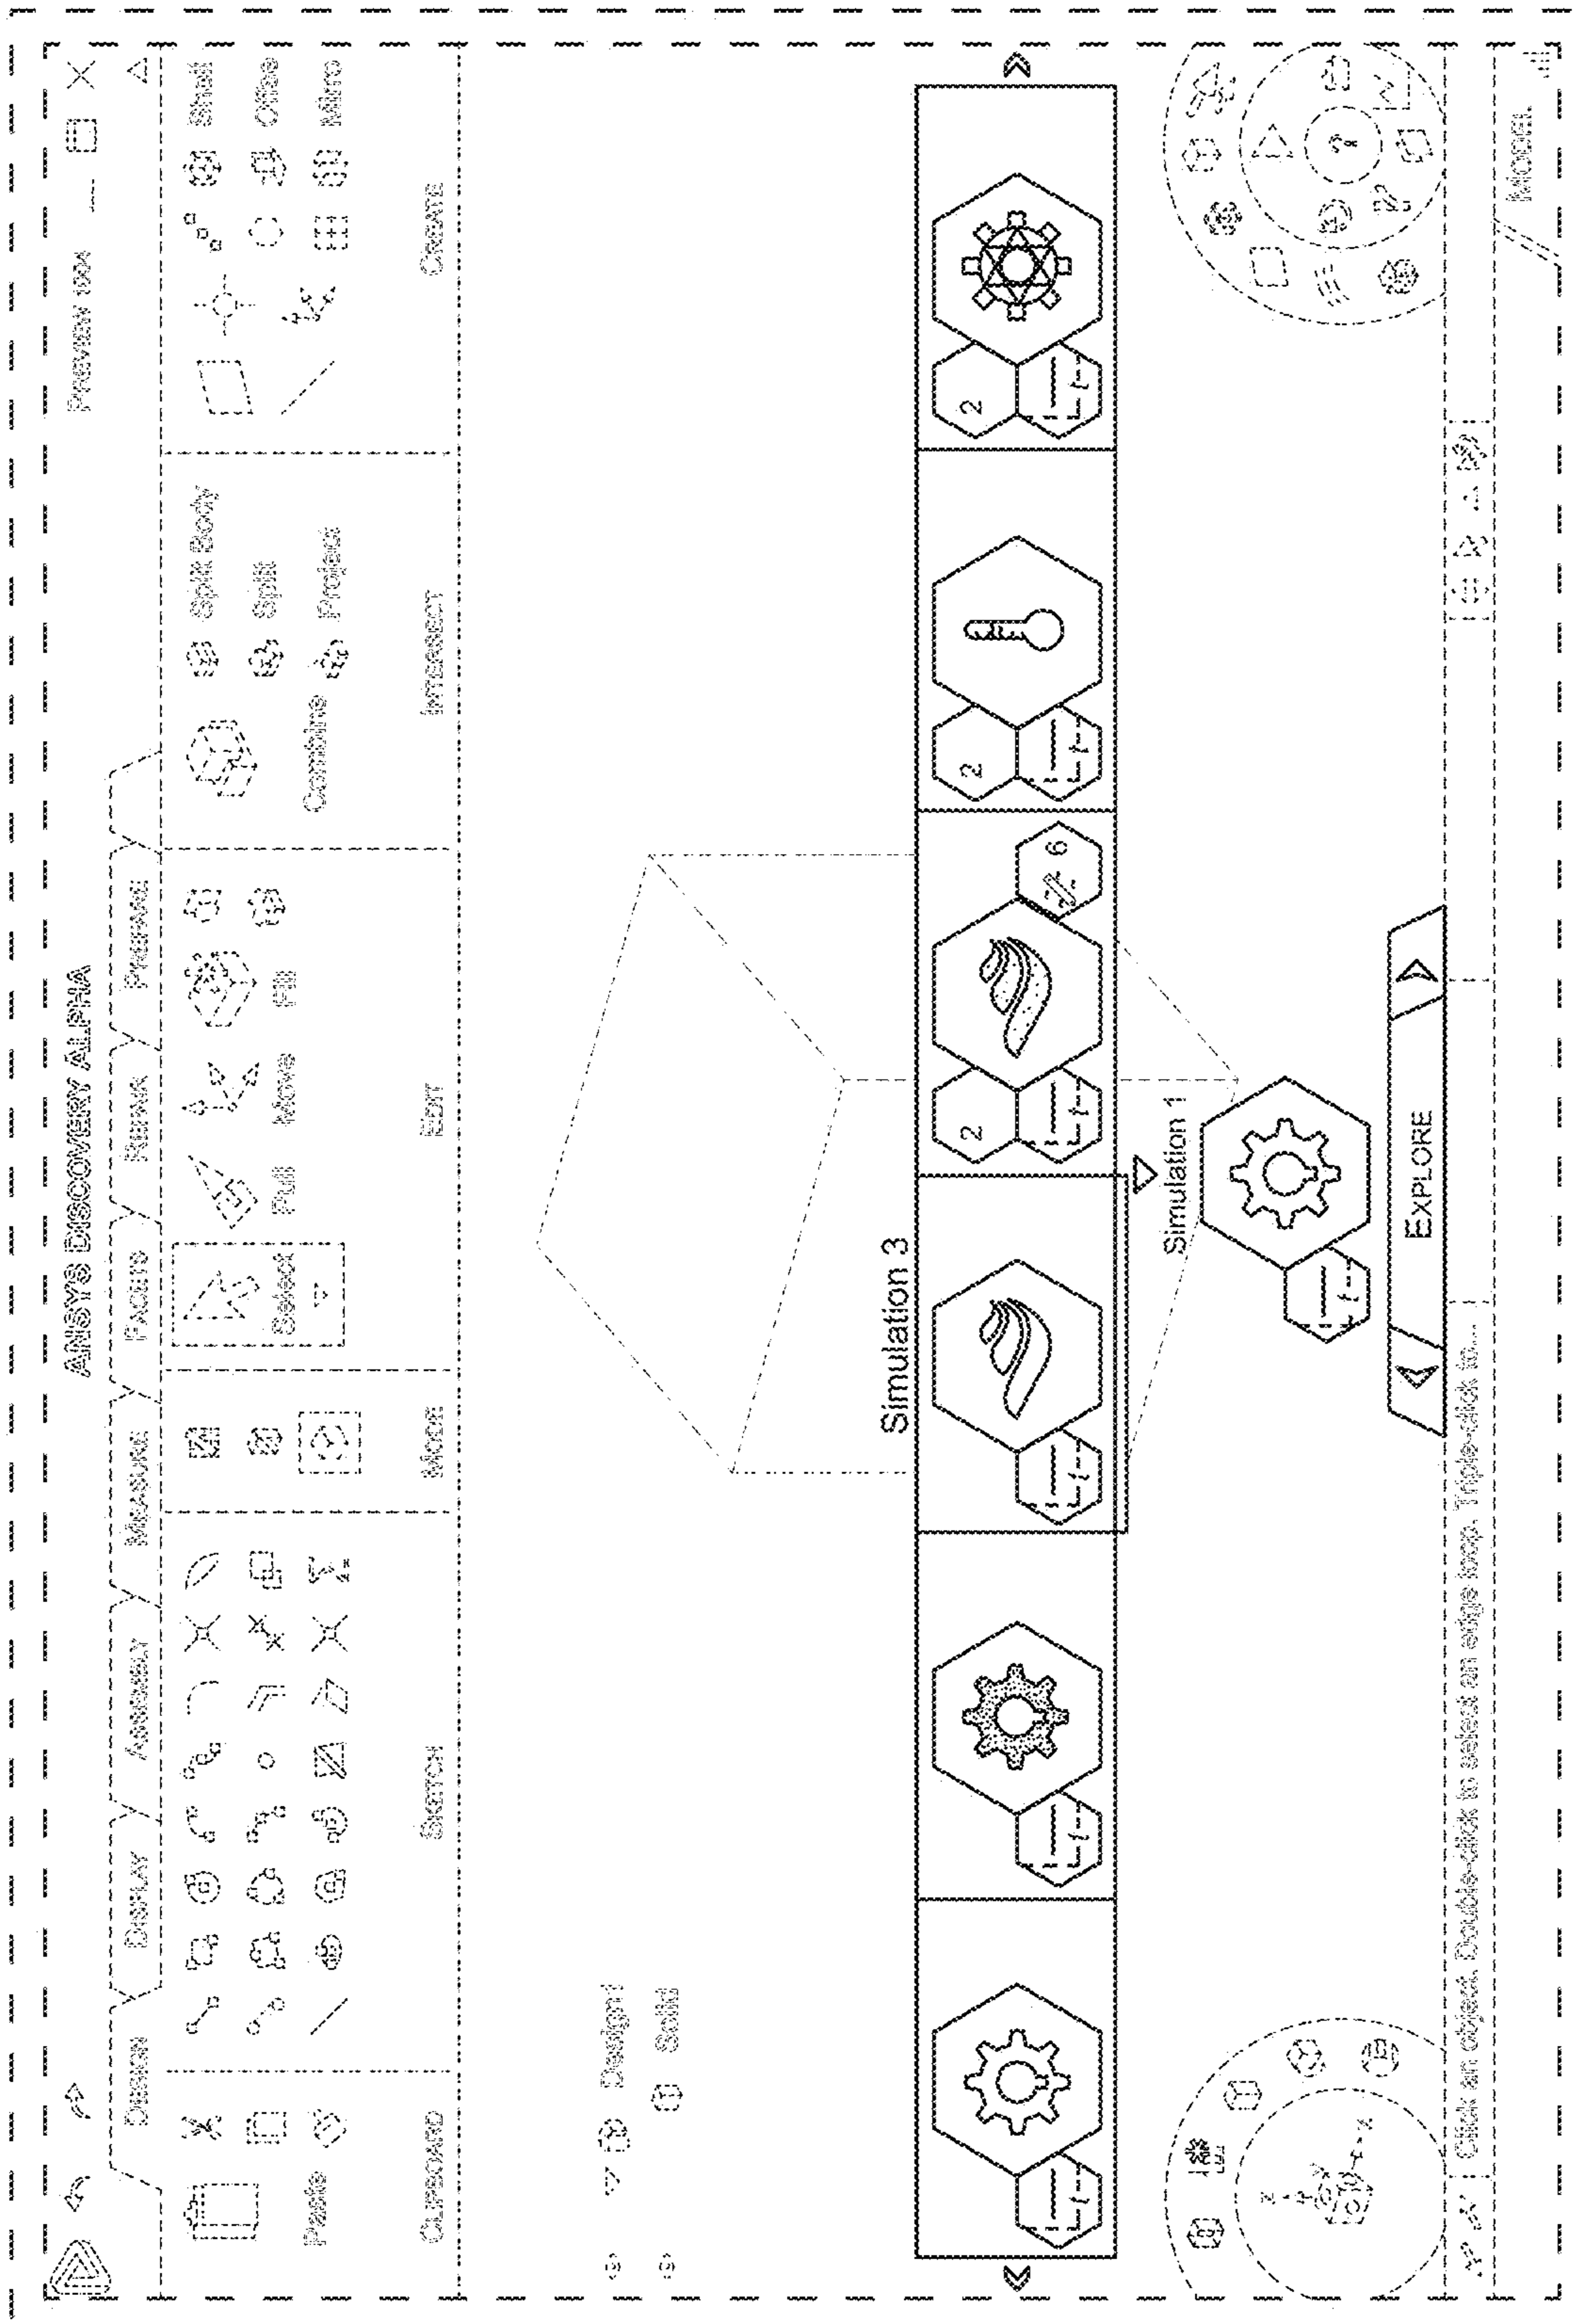 ANSYS DISCOVERY ALPHA
PREVIEW 1004
DESIGN DISPLAY ASSEMBLY MEASURE FACETS REPAIR PREPARE
Paste
Select
Pull
Move
Fill
Combine
Split Body
Split
Project
Shell
Offse
Mirro
CLIPBOARD SKETCH MODE EDIT INTERSECT CREATE
Design1
Solid
Simulation 3
t
t
t
2
t
6
2
t
2
t
Simulation 1
t
EXPLORE
Z
Y
X
Click an object. Double-click to select an edge loop. Triple-click to....
MODEL